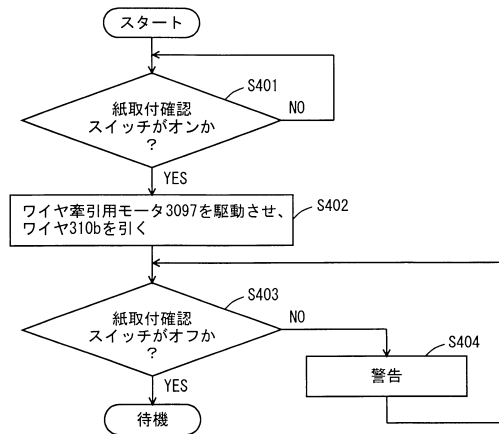 スタート
S401
紙取付確認
スイッチがオンか
?
NO
YES
S402
ワイヤ牽引用モータ3097を駆動させ、
ワイヤ310bを引く
S403
紙取付確認
スイッチがオフか
?
NO
YES
S404
警告
待機